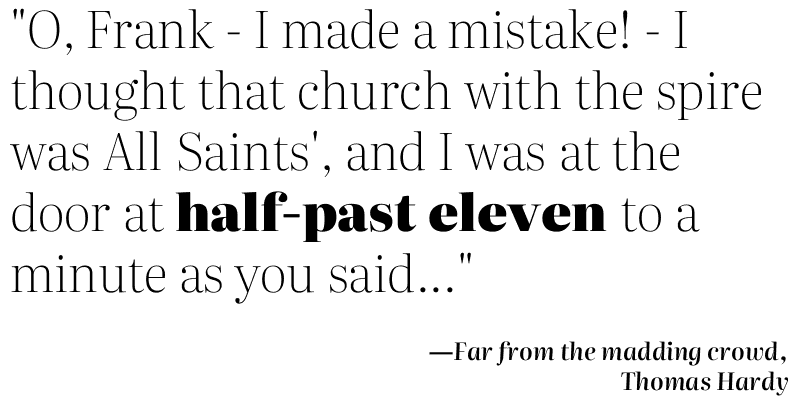 "O, Frank - I made a mistake! - I
thought that church with the spire
was All Saints', and I was at the
door at half-past eleven to a
minute as you said..."
—Far from the madding crowd,
Thomas Hardy